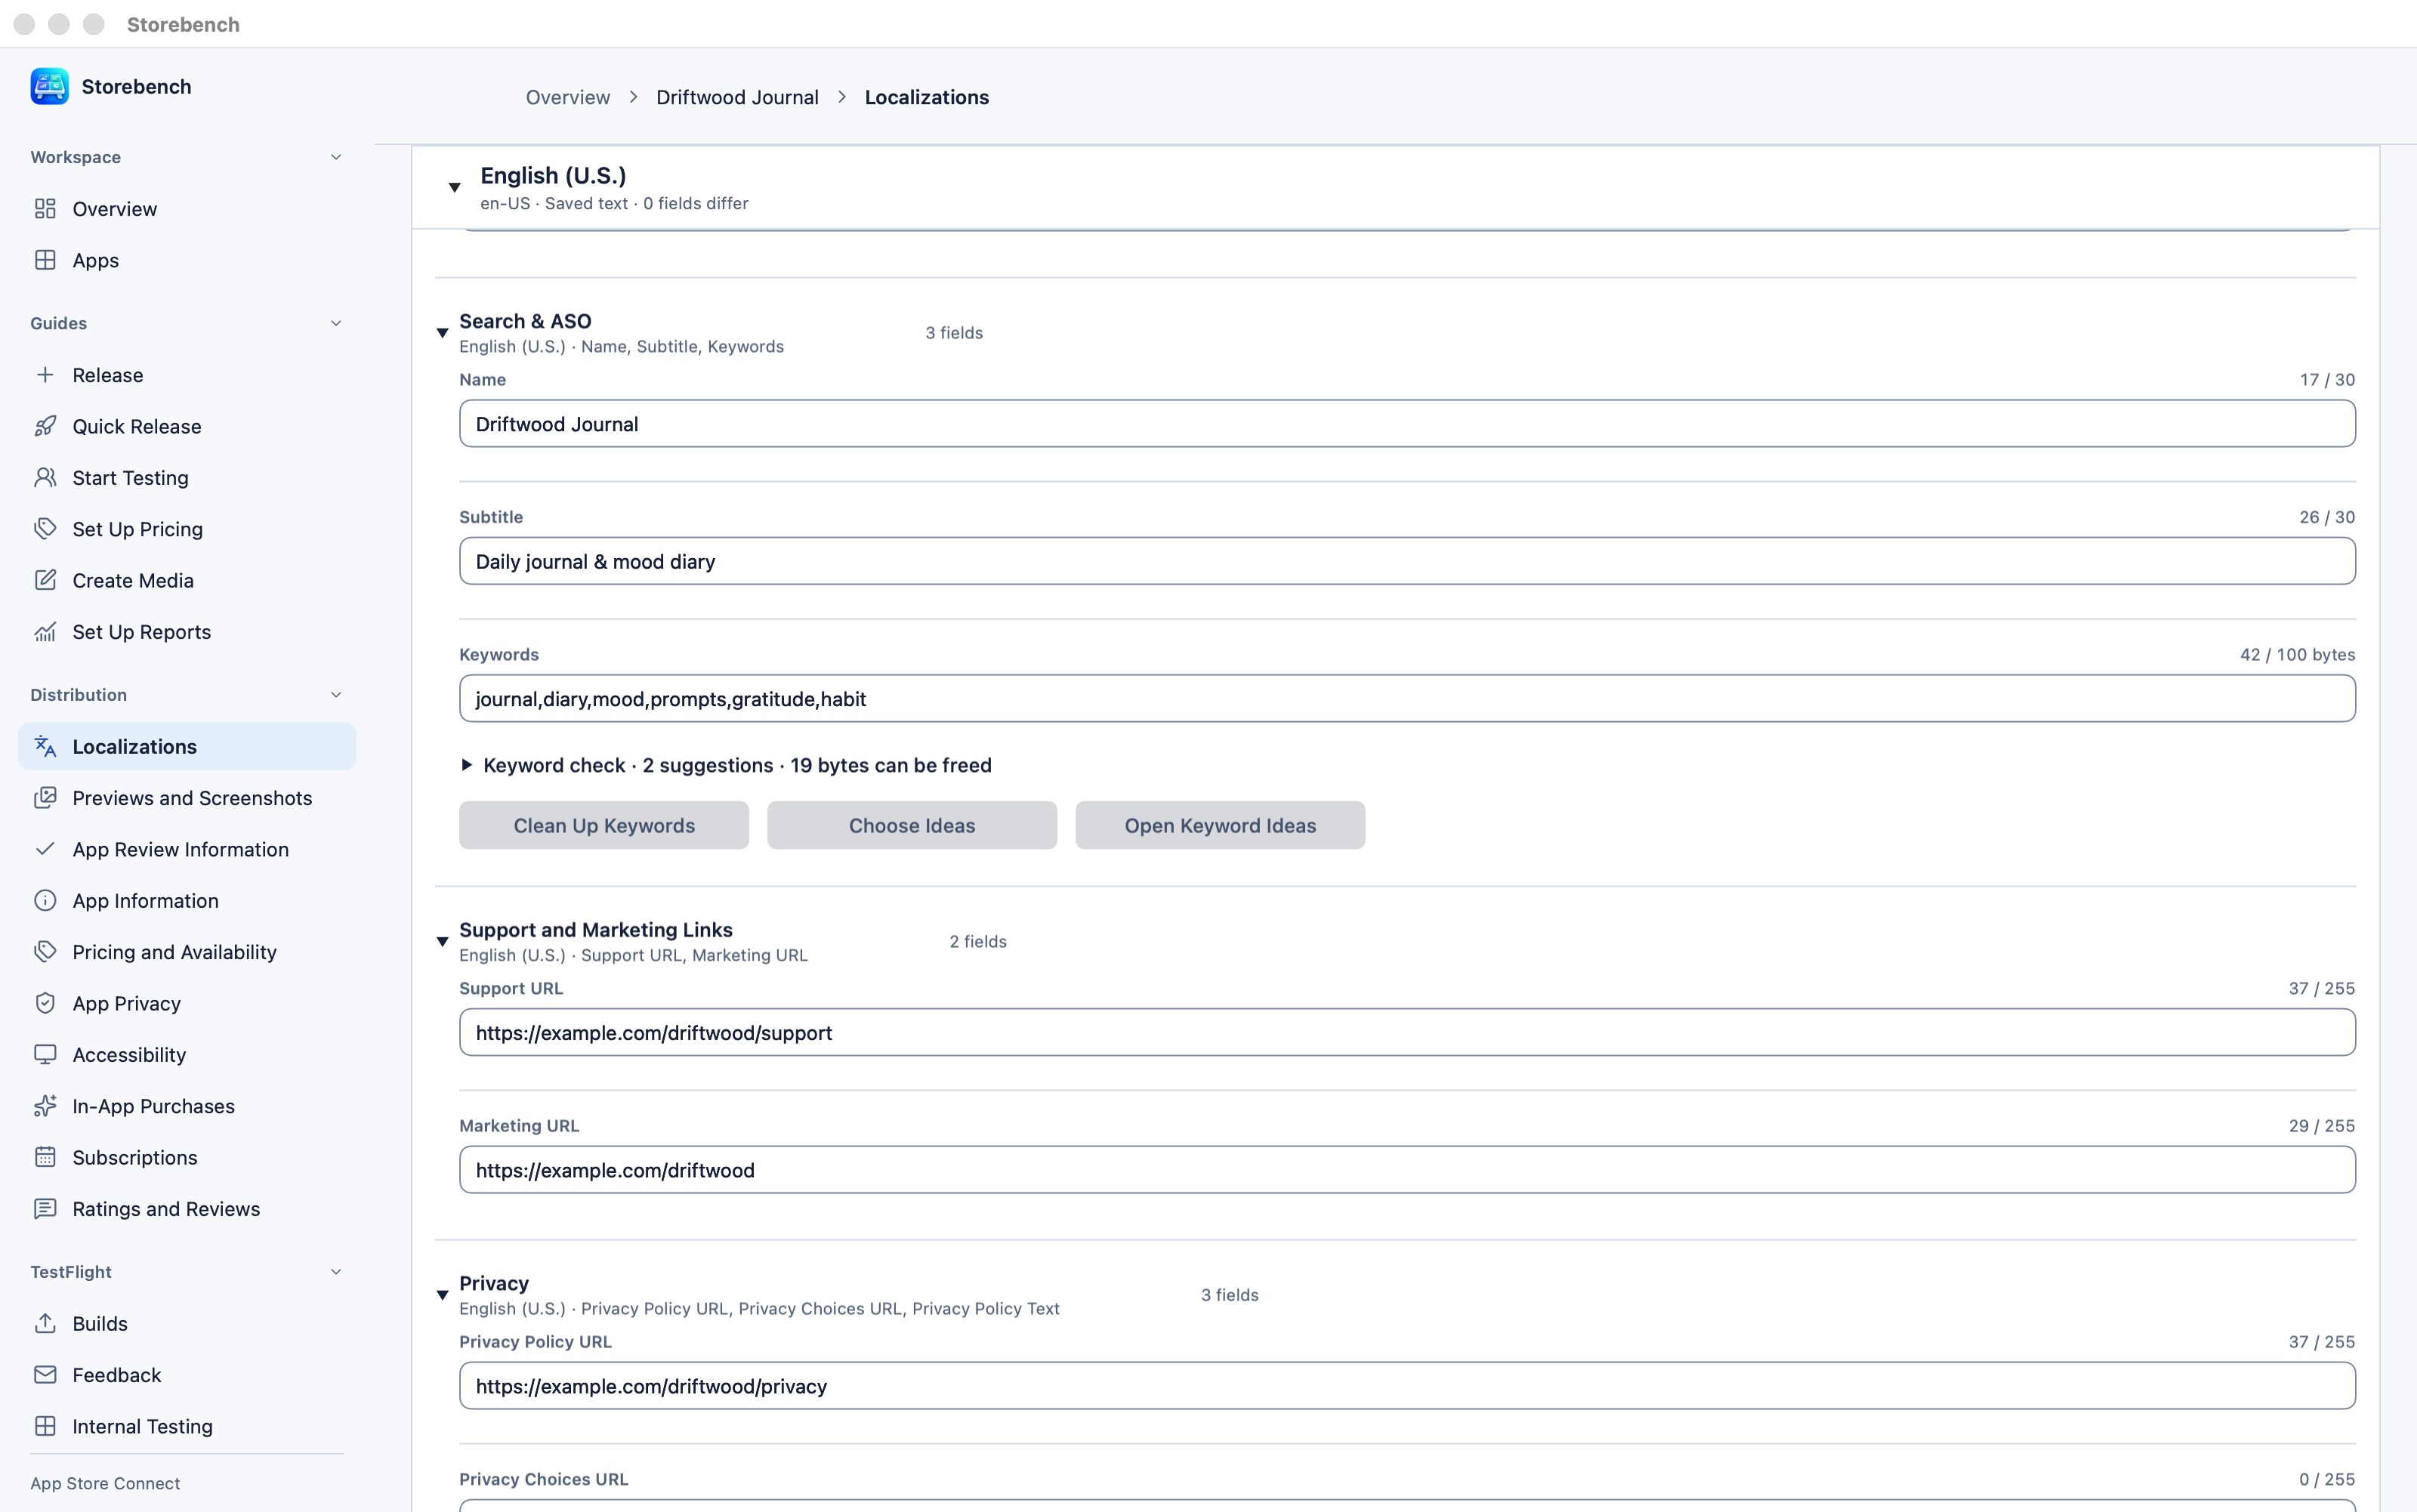 Storebench
Storebench
Workspace
Overview
Apps
Guides
Release
Quick Release
Start Testing
Set Up Pricing
Create Media
Set Up Reports
Distribution
Localizations
Previews and Screenshots
App Review Information
App Information
Pricing and Availability
App Privacy
Accessibility
In-App Purchases
Subscriptions
Ratings and Reviews
TestFlight
Builds
Feedback
Internal Testing
App Store Connect
Overview > Driftwood Journal > Localizations
English (U.S.)
en-US · Saved text · 0 fields differ
Search & ASO
English (U.S.) · Name, Subtitle, Keywords
3 fields
Name 17 / 30
Driftwood Journal
Subtitle 26 / 30
Daily journal & mood diary
Keywords 42 / 100 bytes
journal,diary,mood,prompts,gratitude,habit
Keyword check · 2 suggestions · 19 bytes can be freed
Clean Up Keywords Choose Ideas Open Keyword Ideas
Support and Marketing Links
English (U.S.) · Support URL, Marketing URL
2 fields
Support URL 37 / 255
https://example.com/driftwood/support
Marketing URL 29 / 255
https://example.com/driftwood
Privacy
English (U.S.) · Privacy Policy URL, Privacy Choices URL, Privacy Policy Text
3 fields
Privacy Policy URL 37 / 255
https://example.com/driftwood/privacy
Privacy Choices URL 0 / 255